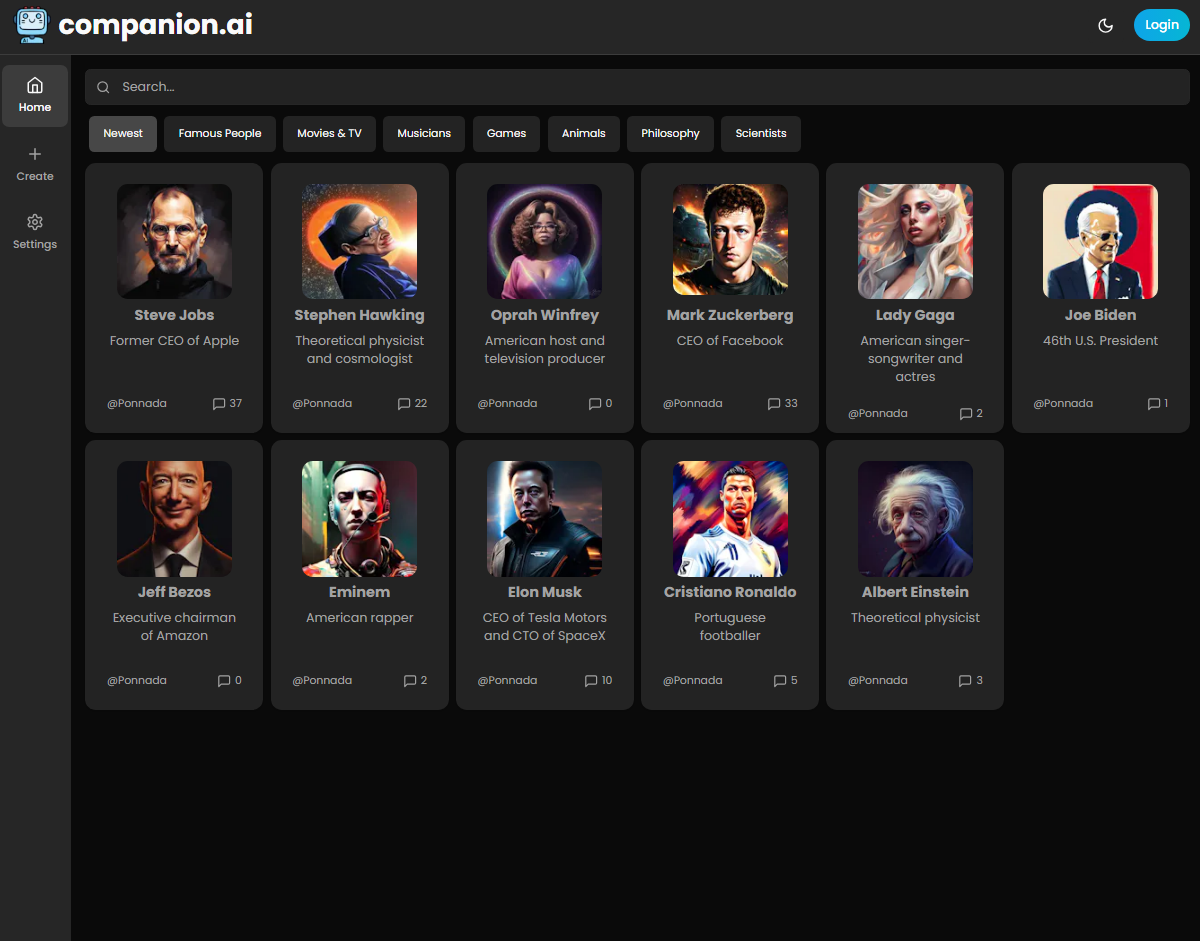 companion.ai
Login
Home
Create
Settings
Search...
Newest Famous People Movies & TV Musicians Games Animals Philosophy Scientists
Steve Jobs
Former CEO of Apple
@Ponnada 37
Stephen Hawking
Theoretical physicist
and cosmologist
@Ponnada 22
Oprah Winfrey
American host and
television producer
@Ponnada 0
Mark Zuckerberg
CEO of Facebook
@Ponnada 33
Lady Gaga
American singer-
songwriter and
actres
@Ponnada 2
Joe Biden
46th U.S. President
@Ponnada 1
Jeff Bezos
Executive chairman
of Amazon
@Ponnada 0
Eminem
American rapper
@Ponnada 2
Elon Musk
CEO of Tesla Motors
and CTO of SpaceX
@Ponnada 10
Cristiano Ronaldo
Portuguese
footballer
@Ponnada 5
Albert Einstein
Theoretical physicist
@Ponnada 3